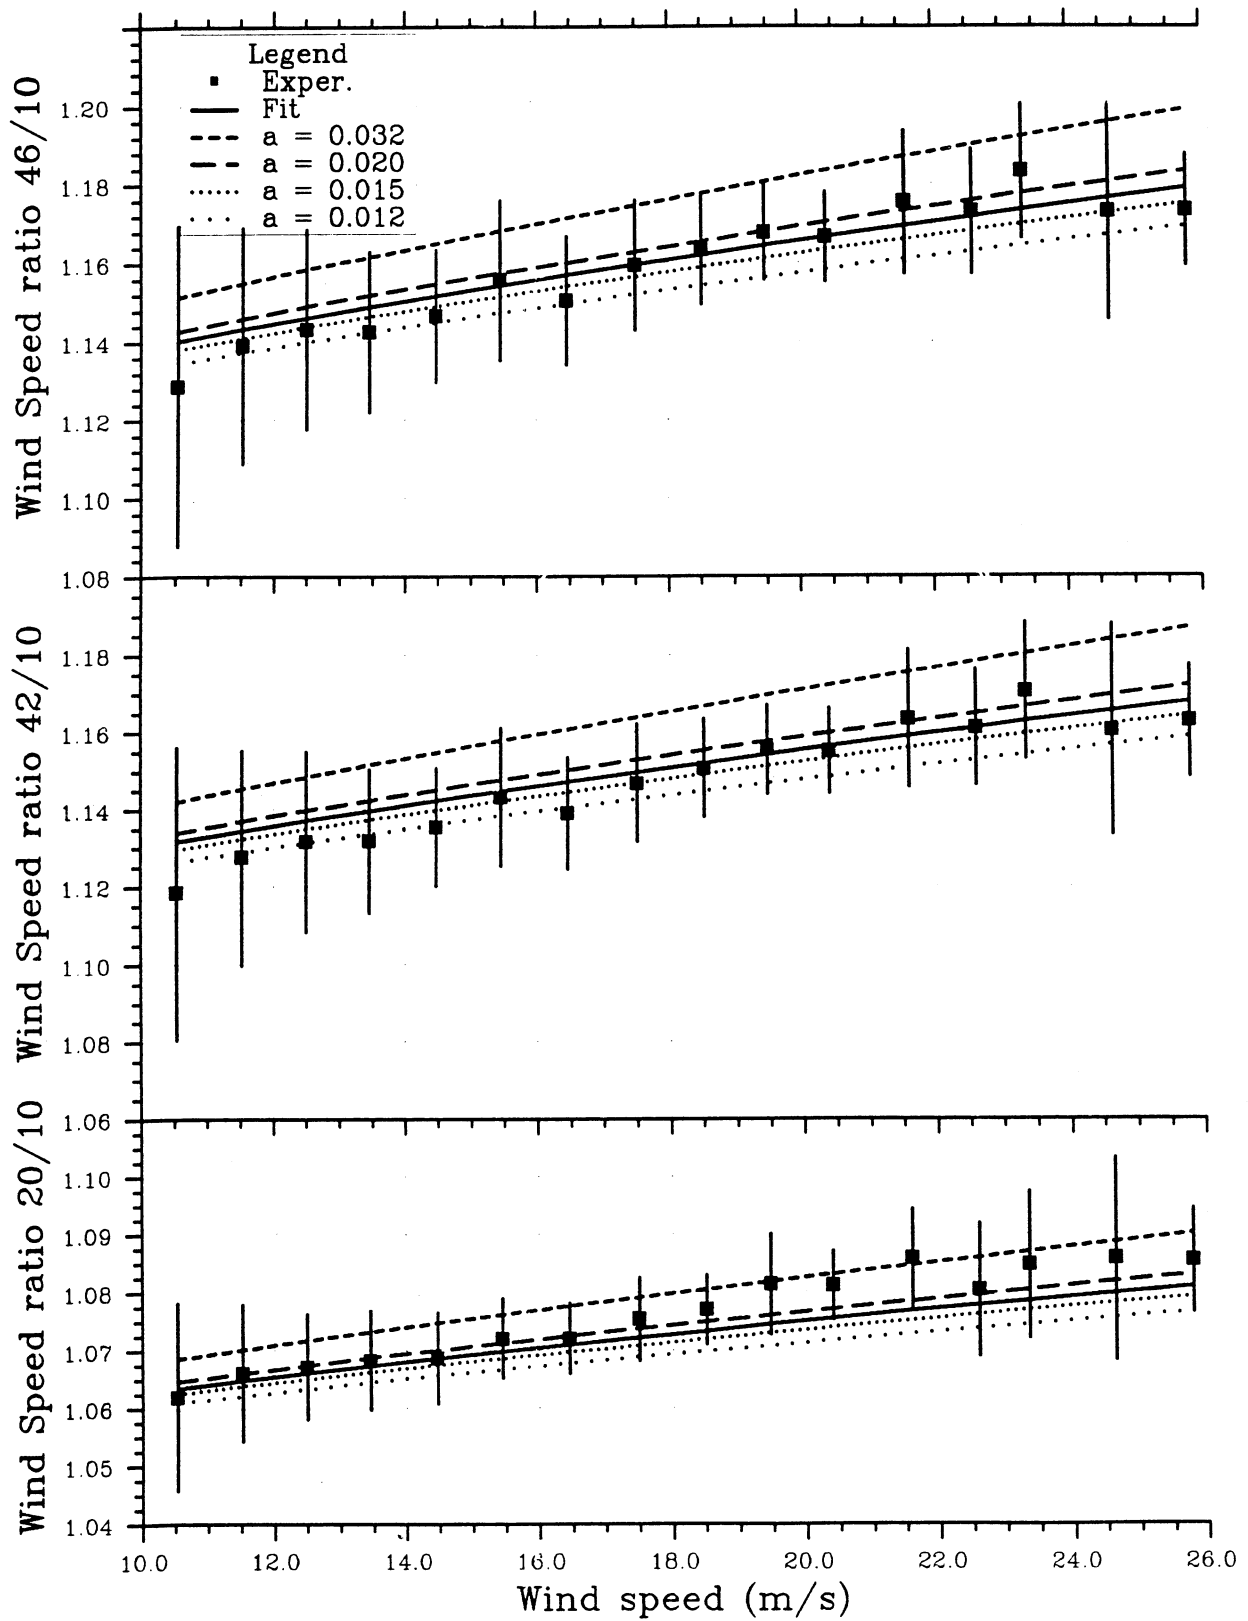 Legend
Exper.
Fit
a = 0.032
a = 0.020
a = 0.015
a = 0.012
Wind Speed ratio 46/10
1.20
1.18
1.16
1.14
1.12
1.10
1.08
Wind Speed ratio 42/10
1.18
1.16
1.14
1.12
1.10
1.08
1.06
Wind Speed ratio 20/10
1.10
1.09
1.08
1.07
1.06
1.05
1.04
10.0 12.0 14.0 16.0 18.0 20.0 22.0 24.0 26.0
Wind speed (m/s)